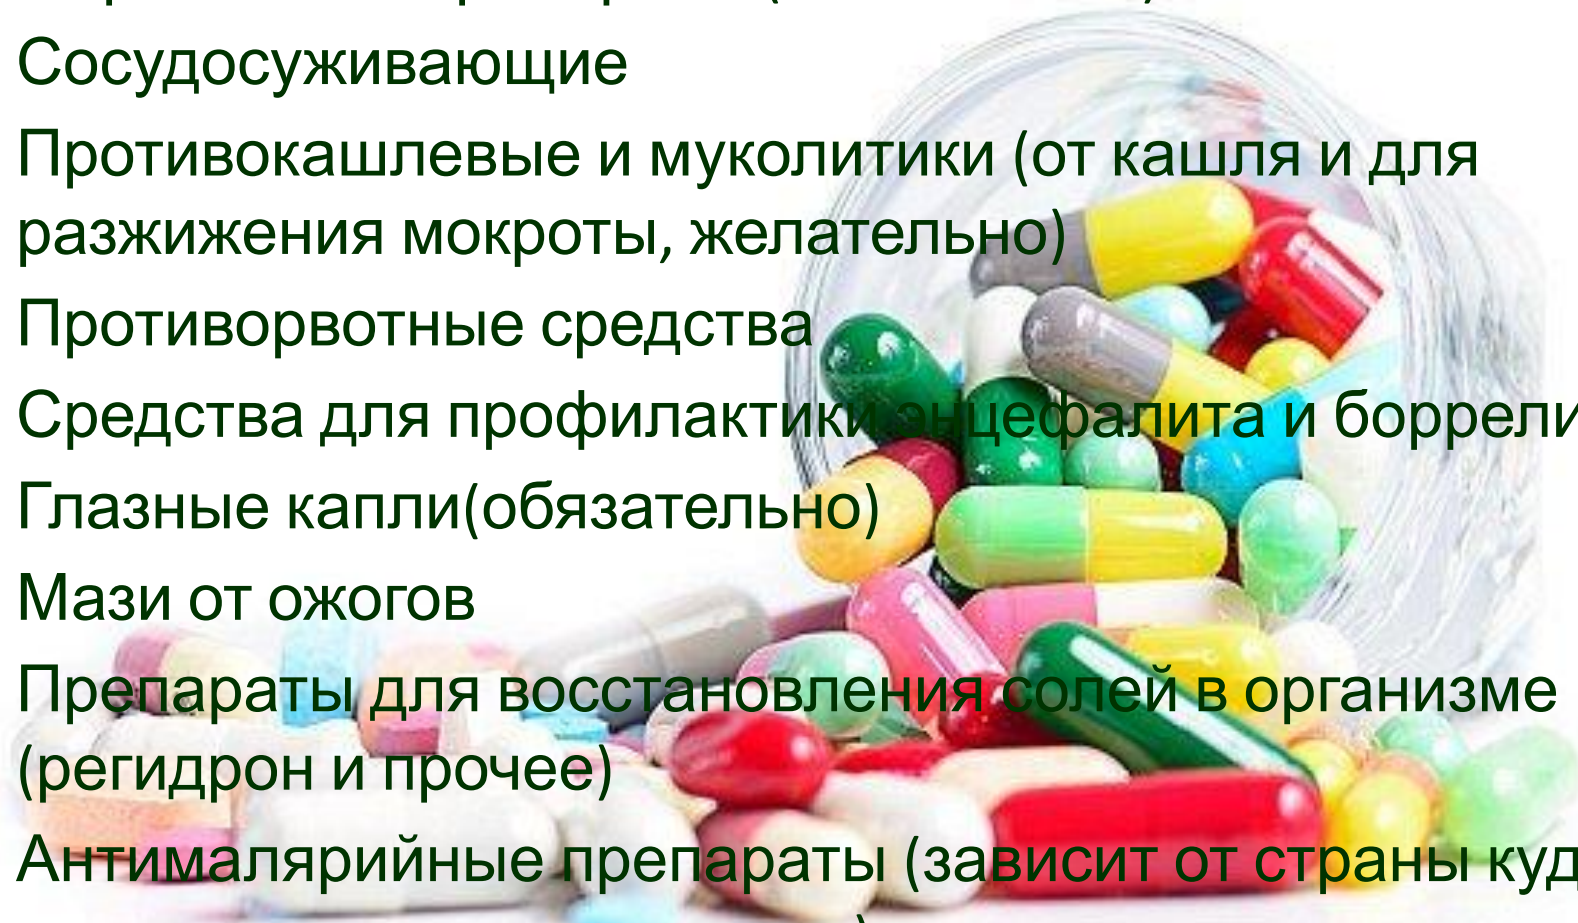 Сосудосуживающие
Противокашлевые и муколитики (от кашля и для
разжижения мокроты, желательно)
Противорвотные средства
Средства для профилактики энцефалита и боррели
Глазные капли(обязательно)
Мази от ожогов
Препараты для восстановления солей в организме
(регидрон и прочее)
Антималярийные препараты (зависит от страны куд